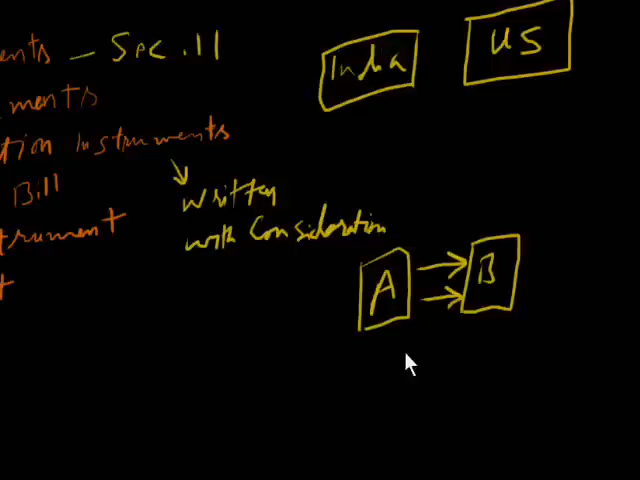 ents - Sec. 11
India
US
ments
tion instruments
Bill
written
trument
with Consideration
t
A
B